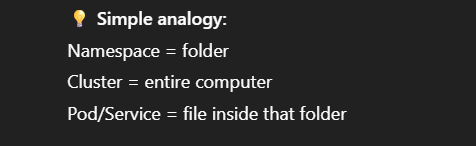 💡 Simple analogy:
Namespace = folder
Cluster = entire computer
Pod/Service = file inside that folder